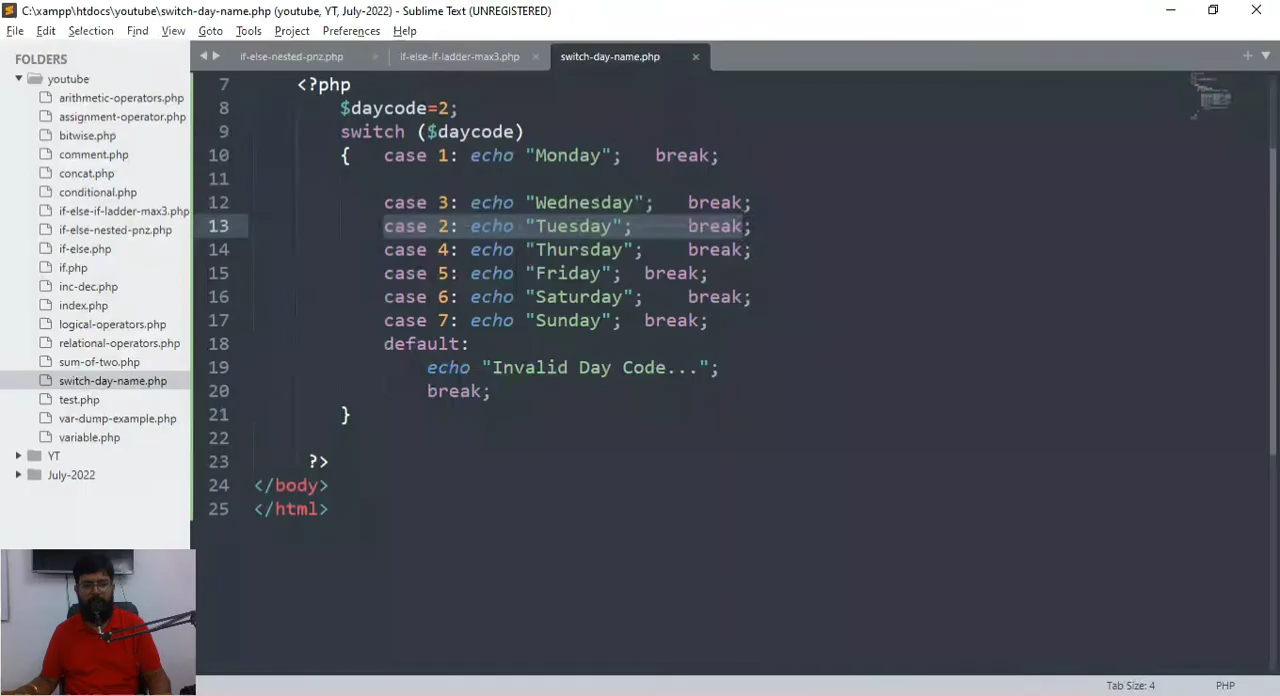 C:\xampp\htdocs\youtube\switch-day-name.php (youtube, YT, July-2022) - Sublime Text (UNREGISTERED)
File Edit Selection Find View Goto Tools Project Preferences Help
FOLDERS
youtube
arithmetic-operators.php
assignment-operator.php
bitwise.php
comment.php
concat.php
conditional.php
if-else-if-ladder-max3.php
if-else-nested-pnz.php
if-else.php
if.php
inc-dec.php
index.php
logical-operators.php
relational-operators.php
sum-of-two.php
switch-day-name.php
test.php
var-dump-example.php
variable.php
YT
July-2022
if-else-nested-pnz.php if-else-if-ladder-max3.php switch-day-name.php
7 <?php
8 $daycode=2;
9 switch ($daycode)
10 { case 1: echo "Monday"; break;
11
12 case 3: echo "Wednesday"; break;
13 case 2: echo "Tuesday"; break;
14 case 4: echo "Thursday"; break;
15 case 5: echo "Friday"; break;
16 case 6: echo "Saturday"; break;
17 case 7: echo "Sunday"; break;
18 default:
19 echo "Invalid Day Code...";
20 break;
21 }
22
23 ?>
24 </body>
25 </html>
Tab Size: 4 PHP